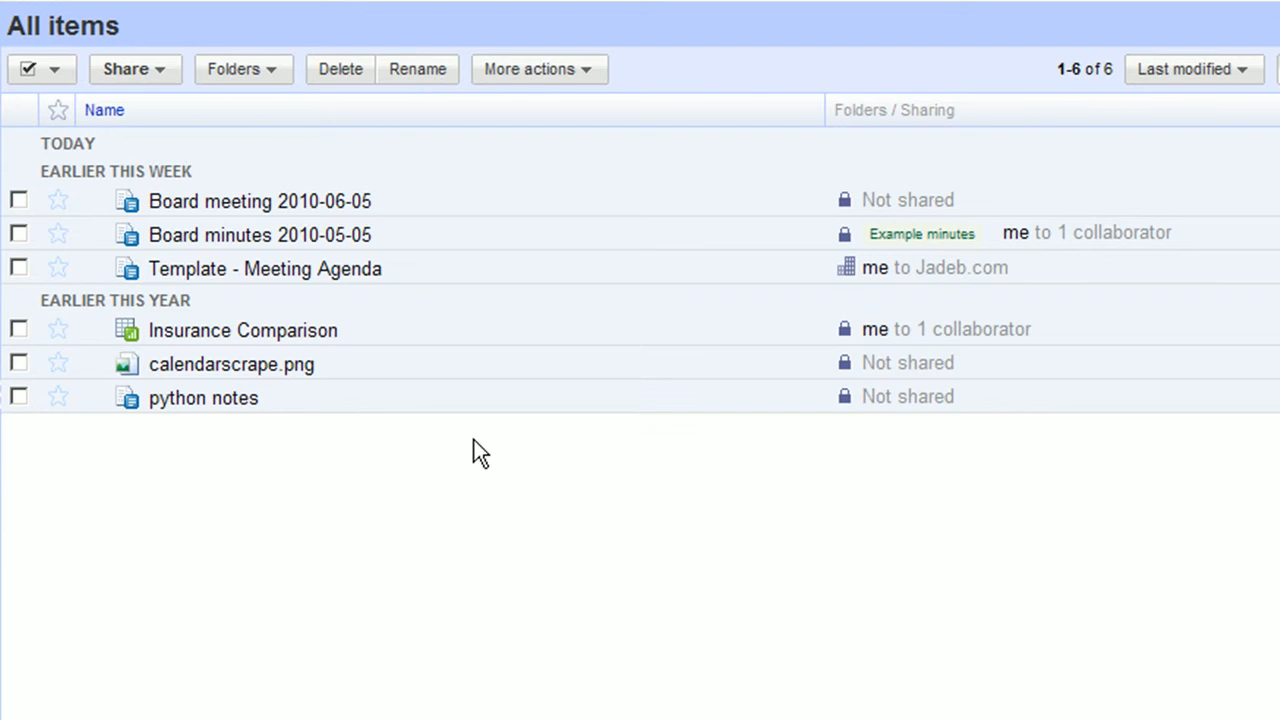 All items
Share Folders Delete Rename More actions 1-6 of 6 Last modified
Name Folders / Sharing
TODAY
EARLIER THIS WEEK
Board meeting 2010-06-05 Not shared
Board minutes 2010-05-05 Example minutes me to 1 collaborator
Template - Meeting Agenda me to Jadeb.com
EARLIER THIS YEAR
Insurance Comparison me to 1 collaborator
calendarscrape.png Not shared
python notes Not shared